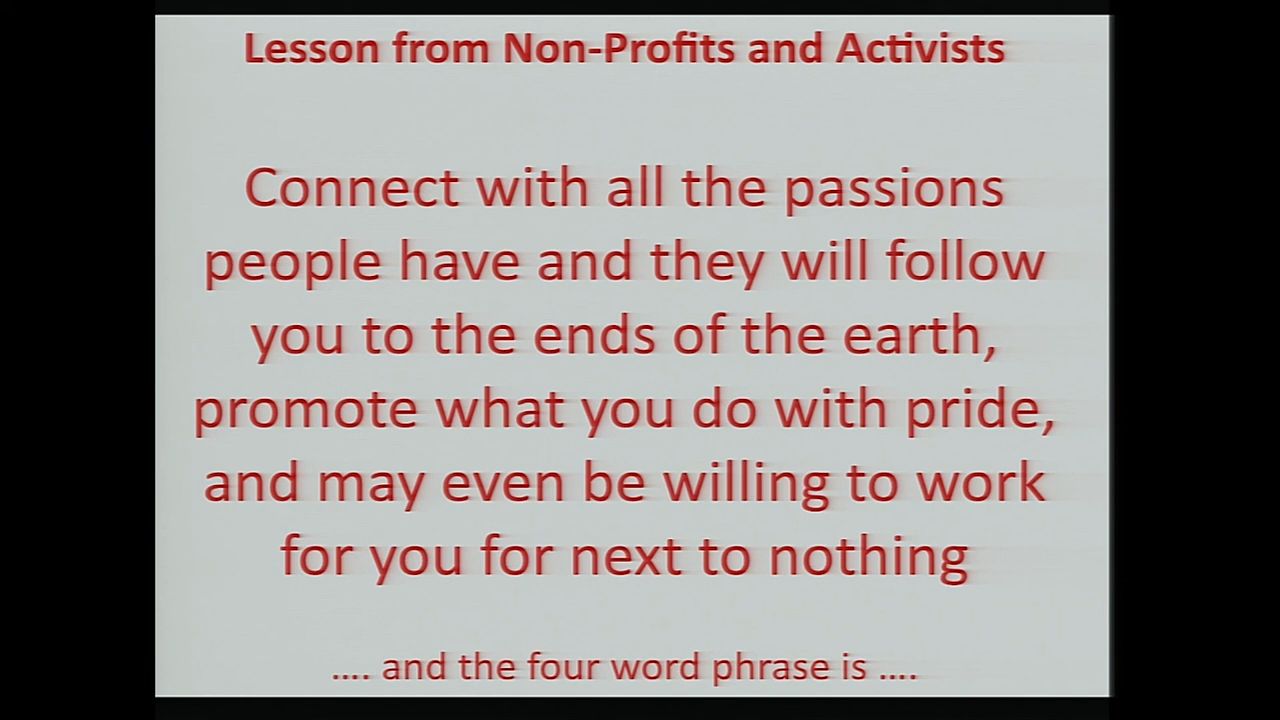 Lesson from Non-Profits and Activists
Connect with all the passions
people have and they will follow
you to the ends of the earth,
promote what you do with pride,
and may even be willing to work
for you for next to nothing
.... and the four word phrase is ....